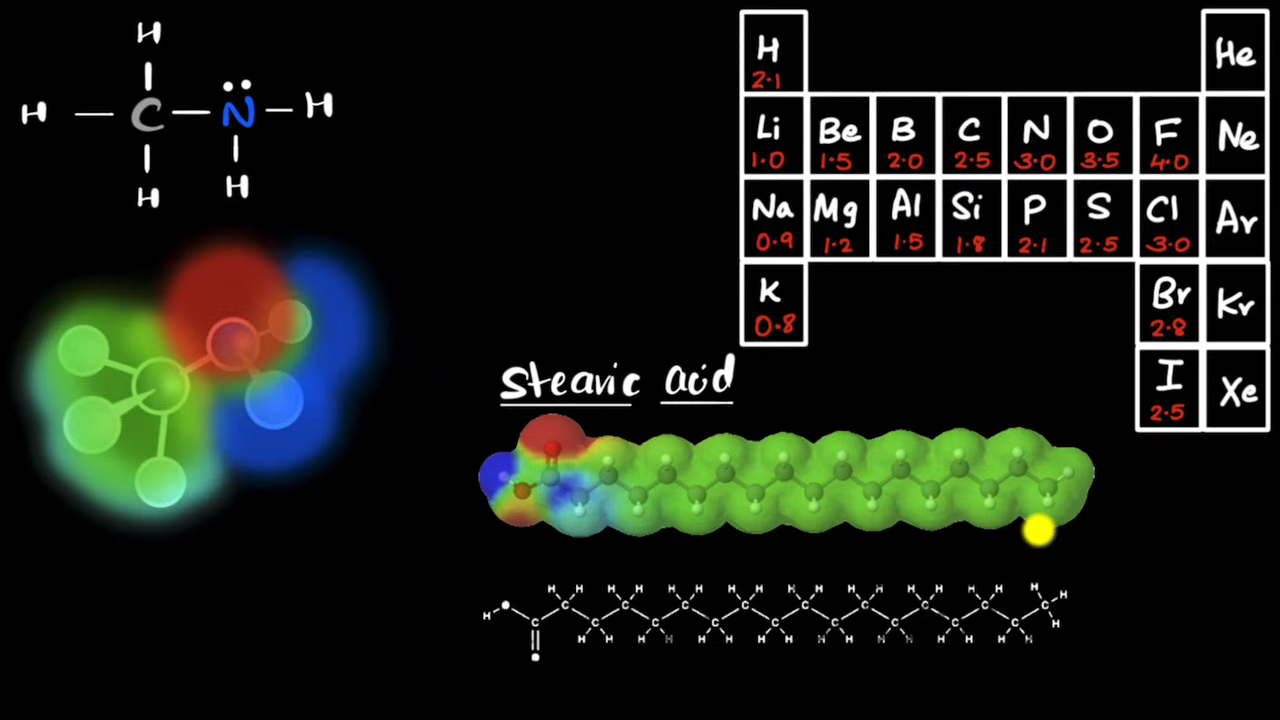 H
H C N H
H H
H He
2.1
Li Be B C N O F Ne
1.0 1.5 2.0 2.5 3.0 3.5 4.0
Na Mg Al Si P S Cl Ar
0.9 1.2 1.5 1.8 2.1 2.5 3.0
K Br Kr
0.8 2.8
I Xe
2.5
Stearic acid
H H H H H H H H H H H H H H H H H H
C C C C C C C C C
H C C C C C C C C C H
H H H H H H H H H H H H H H H H